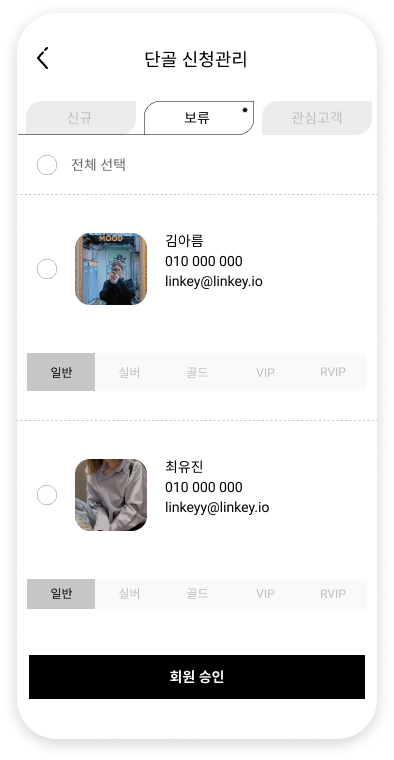 단골 신청관리
신규 보류 관심고객
전체 선택
MOOD
김아름
010 000 000
linkey@linkey.io
일반 실버 골드 VIP RVIP
최유진
010 000 000
linkeyy@linkey.io
일반 실버 골드 VIP RVIP
회원 승인